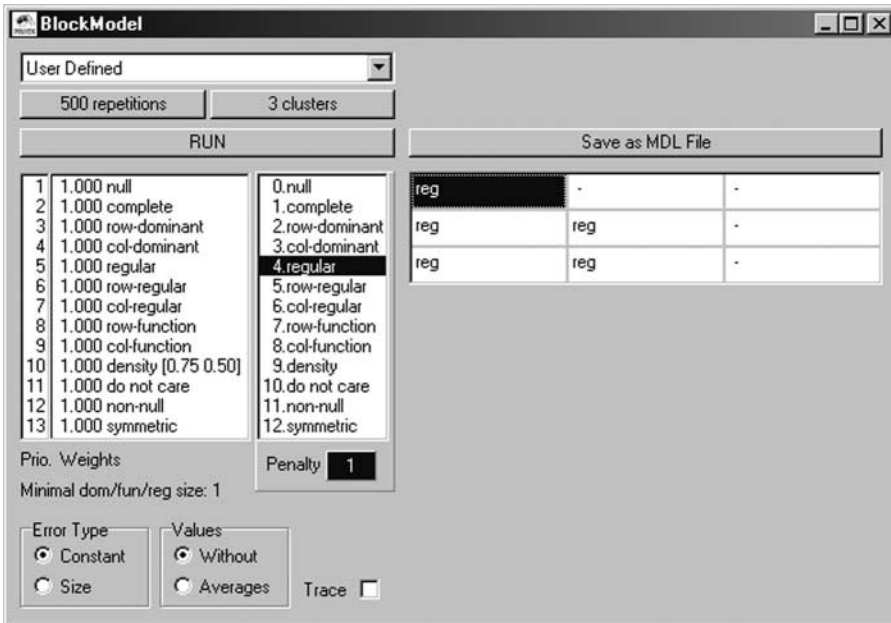 BlockModel
User Defined
500 repetitions 3 clusters
RUN Save as MDL File
1 1.000 null 0.null reg - -
2 1.000 complete 1.complete
3 1.000 row-dominant 2.row-dominant reg reg -
4 1.000 col-dominant 3.col-dominant
5 1.000 regular 4.regular reg reg -
6 1.000 row-regular 5.row-regular
7 1.000 col-regular 6.col-regular
8 1.000 row-function 7.row-function
9 1.000 col-function 8.col-function
10 1.000 density [0.75 0.50] 9.density
11 1.000 do not care 10.do not care
12 1.000 non-null 11.non-null
13 1.000 symmetric 12.symmetric
Prio. Weights Penalty 1
Minimal dom/fun/reg size: 1
Error Type Values
Constant Without
Size Averages Trace